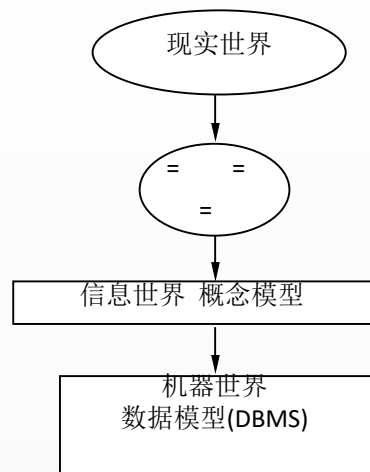 现实世界
= =
=
信息世界 概念模型
机器世界
数据模型(DBMS)